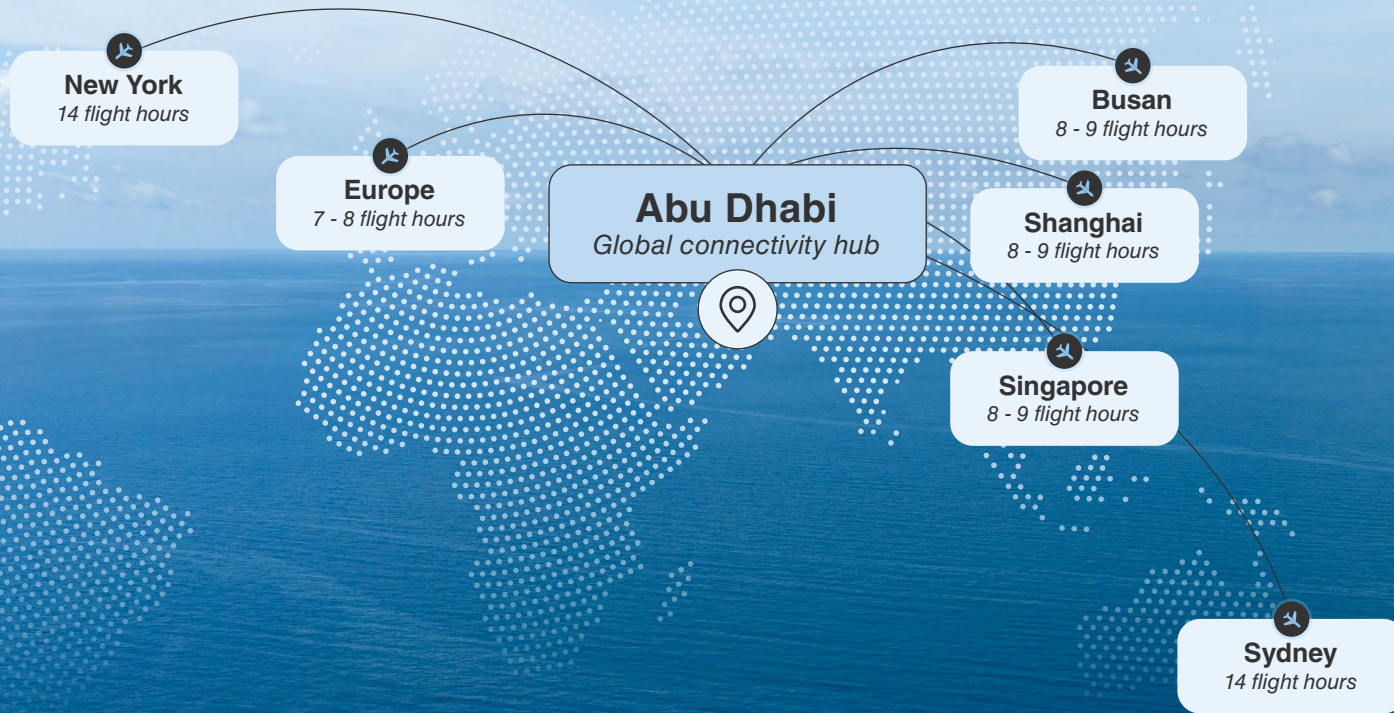 New York
14 flight hours
Europe
7 - 8 flight hours
Abu Dhabi
Global connectivity hub
Busan
8 - 9 flight hours
Shanghai
8 - 9 flight hours
Singapore
8 - 9 flight hours
Sydney
14 flight hours